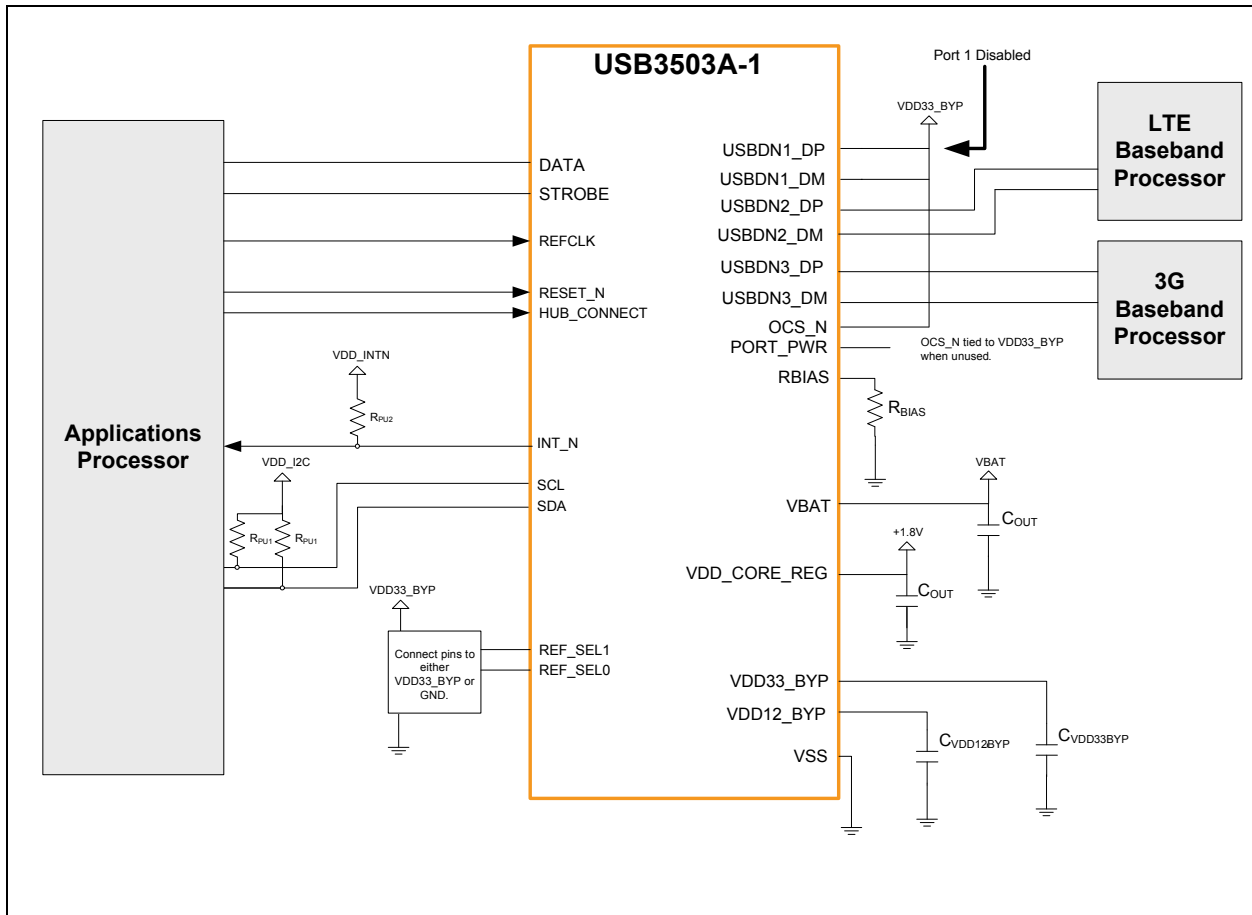 USB3503A-1
Port 1 Disabled
VDD33_BYP
LTE
Baseband
Processor
3G
Baseband
Processor
Applications
Processor
DATA
STROBE
REFCLK
RESET_N
HUB_CONNECT
VDD_INTN
RPU2
INT_N
VDD_I2C
SCL
SDA
RPU1
RPU1
VDD33_BYP
Connect pins to
either
VDD33_BYP or
GND.
REF_SEL1
REF_SEL0
USBDN1_DP
USBDN1_DM
USBDN2_DP
USBDN2_DM
USBDN3_DP
USBDN3_DM
OCS_N
PORT_PWR
OCS_N tied to VDD33_BYP
when unused.
RBIAS
RBIAS
VBAT
VBAT
COUT
+1.8V
VDD_CORE_REG
COUT
VDD33_BYP
VDD12_BYP
CVDD12BYP
CVDD33BYP
VSS